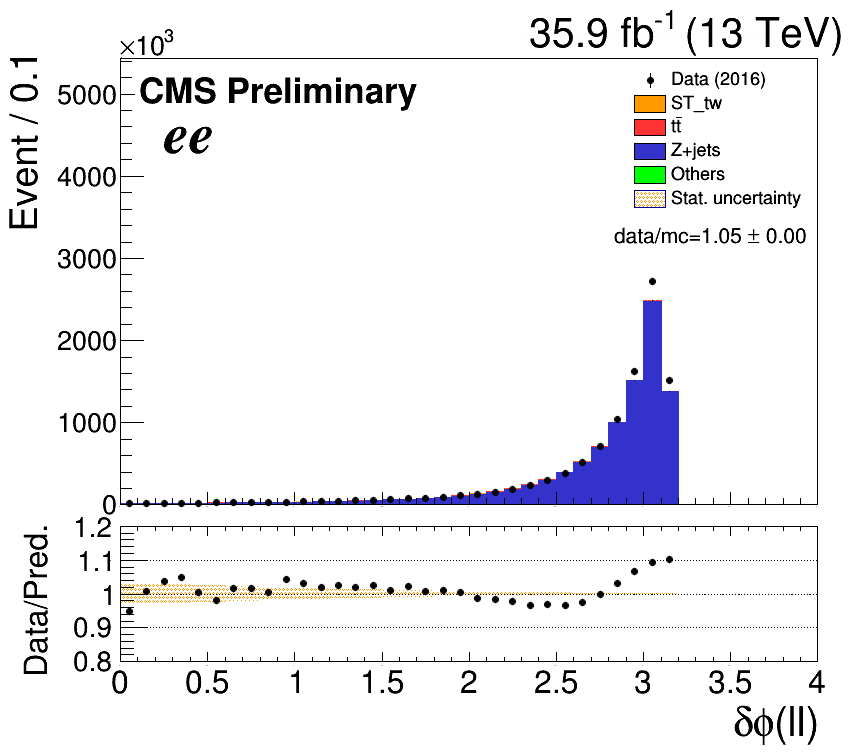 35.9 fb⁻¹ (13 TeV)
×10³
CMS Preliminary
ee
Data (2016)
ST_tw
tt̄
Z+jets
Others
Stat. uncertainty
data/mc=1.05 ± 0.00
Event / 0.1
5000
4000
3000
2000
1000
0
Data/Pred.
1.2
1.1
1
0.9
0.8
0 0.5 1 1.5 2 2.5 3 3.5 4
δϕ(ll)